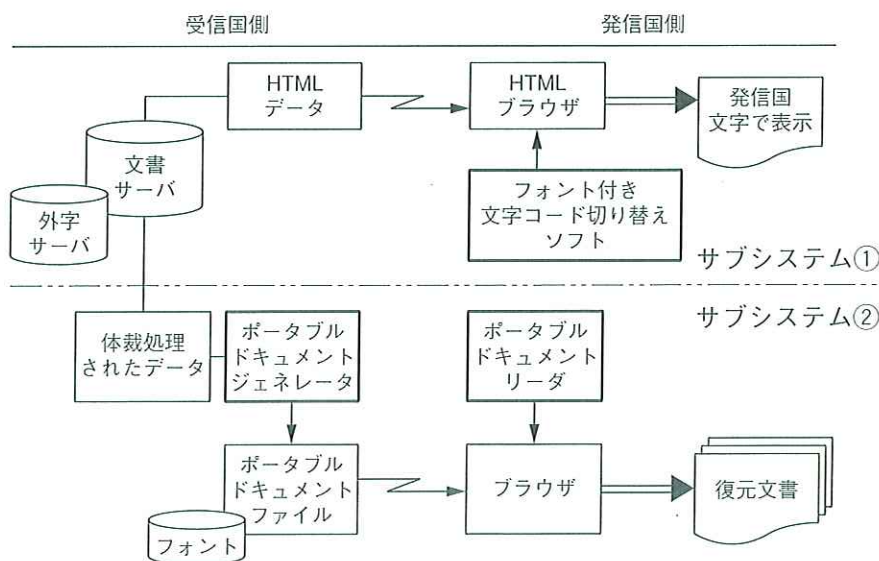 受信国側
発信国側
HTML
データ
HTML
ブラウザ
発信国
文字で表示
文書
サーバ
外字
サーバ
フォント付き
文字コード切り替え
ソフト
サブシステム①
サブシステム②
体裁処理
されたデータ
ポータブル
ドキュメント
ジェネレータ
ポータブル
ドキュメント
リーダ
ポータブル
ドキュメント
ファイル
フォント
ブラウザ
復元文書